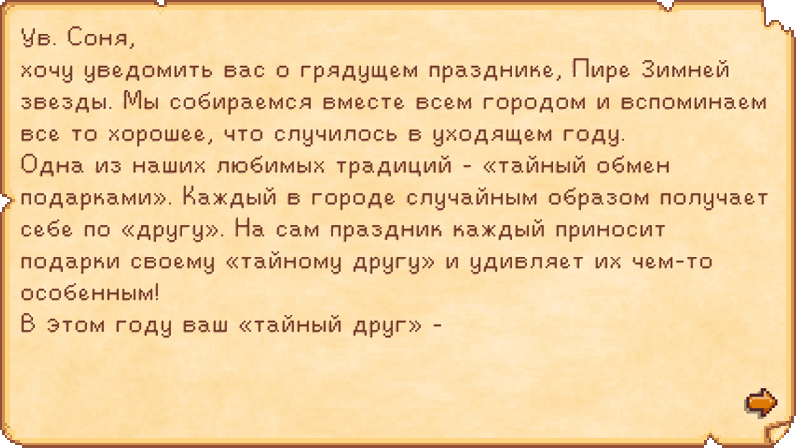 Ув. Соня,
хочу уведомить вас о грядущем празднике, Пире Зимней
звезды. Мы собираемся вместе всем городом и вспоминаем
все то хорошее, что случилось в уходящем году.
Одна из наших любимых традиций - «тайный обмен
подарками». Каждый в городе случайным образом получает
себе по «другу». На сам праздник каждый приносит
подарки своему «тайному другу» и удивляет их чем-то
особенным!
В этом году ваш «тайный друг» -